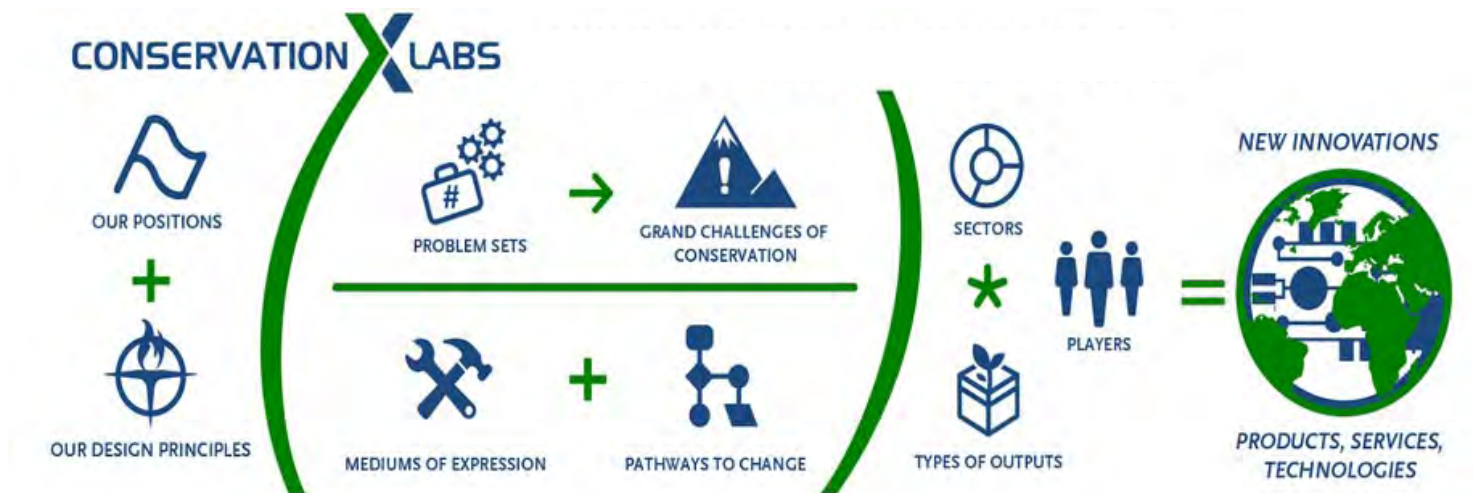 CONSERVATION X LABS
OUR POSITIONS
+
OUR DESIGN PRINCIPLES
#
PROBLEM SETS
→
!
GRAND CHALLENGES OF
CONSERVATION
MEDIUMS OF EXPRESSION
+
PATHWAYS TO CHANGE
SECTORS
*
TYPES OF OUTPUTS
PLAYERS
=
NEW INNOVATIONS
PRODUCTS, SERVICES,
TECHNOLOGIES